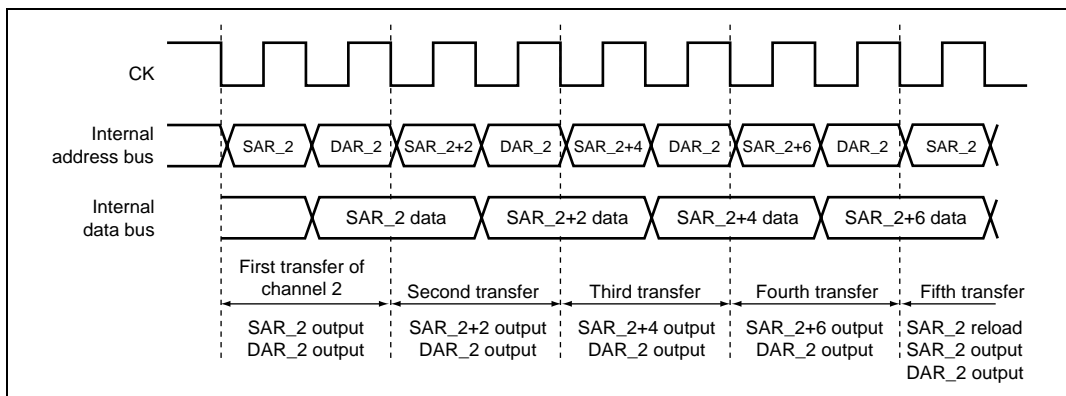 CK
Internal
address bus
SAR_2 DAR_2 SAR_2+2 DAR_2 SAR_2+4 DAR_2 SAR_2+6 DAR_2 SAR_2
Internal
data bus
SAR_2 data SAR_2+2 data SAR_2+4 data SAR_2+6 data
First transfer of
channel 2
Second transfer
Third transfer
Fourth transfer
Fifth transfer
SAR_2 output
DAR_2 output
SAR_2+2 output
DAR_2 output
SAR_2+4 output
DAR_2 output
SAR_2+6 output
DAR_2 output
SAR_2 reload
SAR_2 output
DAR_2 output